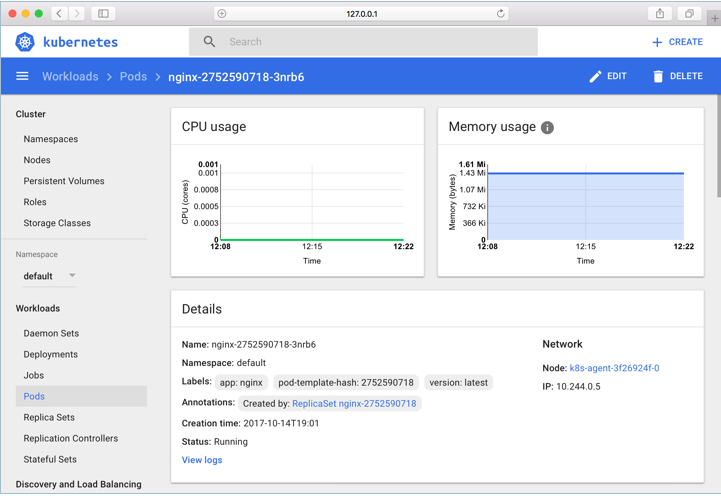 127.0.0.1
kubernetes
Search
CREATE
Workloads > Pods > nginx-2752590718-3nrb6
EDIT
DELETE
Cluster
Namespaces
Nodes
Persistent Volumes
Roles
Storage Classes
Namespace
default
Workloads
Daemon Sets
Deployments
Jobs
Pods
Replica Sets
Replication Controllers
Stateful Sets
Discovery and Load Balancing
CPU usage
CPU (cores)
0.001
0.001
0.0008
0.0005
0.0003
0
12:08 12:15 12:22
Time
Memory usage
Memory (bytes)
1.61 Mi
1.43 Mi
1.07 Mi
732 Ki
366 Ki
0
12:08 12:15 12:22
Time
Details
Name: nginx-2752590718-3nrb6
Namespace: default
Labels: app: nginx pod-template-hash: 2752590718 version: latest
Annotations: Created by: ReplicaSet nginx-2752590718
Creation time: 2017-10-14T19:01
Status: Running
View logs
Network
Node: k8s-agent-3f26924f-0
IP: 10.244.0.5